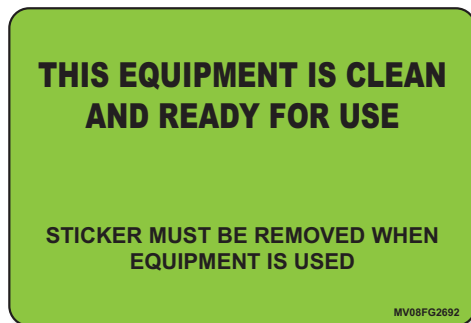 THIS EQUIPMENT IS CLEAN
AND READY FOR USE
STICKER MUST BE REMOVED WHEN
EQUIPMENT IS USED
MV08FG2692